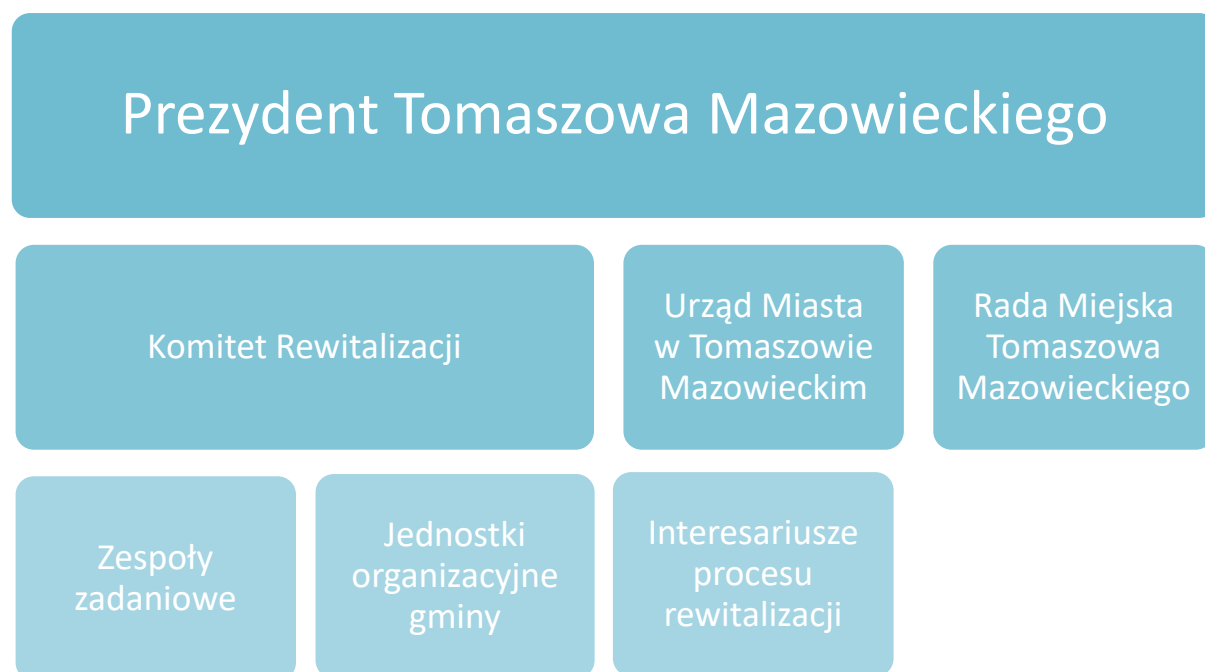 Prezydent Tomaszowa Mazowieckiego
Komitet Rewitalizacji
Urząd Miasta
w Tomaszowie
Mazowieckim
Rada Miejska
Tomaszowa
Mazowieckiego
Zespoły
zadaniowe
Jednostki
organizacyjne
gminy
Interesariusze
procesu
rewitalizacji